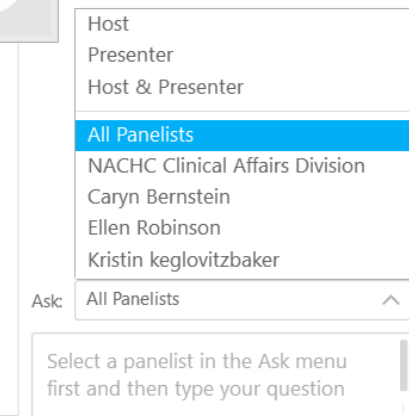 Host
Presenter
Host & Presenter
All Panelists
NACHC Clinical Affairs Division
Caryn Bernstein
Ellen Robinson
Kristin keglovitzbaker
Ask: All Panelists
Select a panelist in the Ask menu
first and then type your question